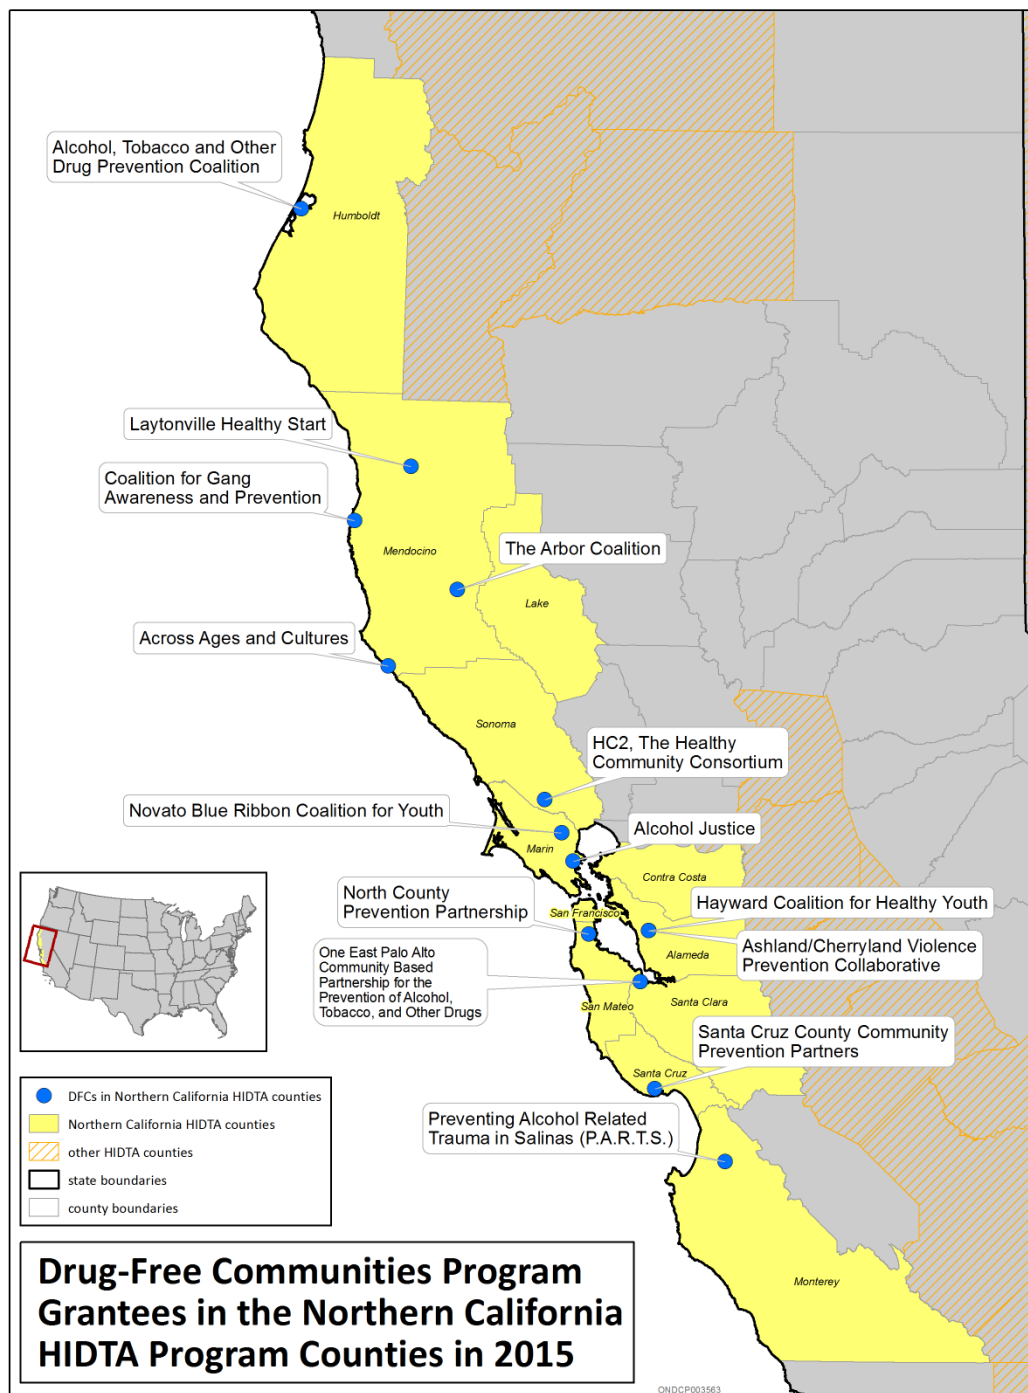 Alcohol, Tobacco and Other
Drug Prevention Coalition
Humboldt
Laytonville Healthy Start
Coalition for Gang
Awareness and Prevention
Mendocino
The Arbor Coalition
Lake
Across Ages and Cultures
Sonoma
HC2, The Healthy
Community Consortium
Novato Blue Ribbon Coalition for Youth
Alcohol Justice
Marin
Contra Costa
North County
Prevention Partnership
San Francisco
Hayward Coalition for Healthy Youth
Ashland/Cherryland Violence
Prevention Collaborative
Alameda
One East Palo Alto
Community Based
Partnership for the
Prevention of Alcohol,
Tobacco, and Other Drugs
San Mateo
Santa Clara
Santa Cruz County Community
Prevention Partners
Santa Cruz
Preventing Alcohol Related
Trauma in Salinas (P.A.R.T.S.)
Monterey
DFCs in Northern California HIDTA counties
Northern California HIDTA counties
other HIDTA counties
state boundaries
county boundaries
Drug-Free Communities Program
Grantees in the Northern California
HIDTA Program Counties in 2015
ONDCP003563